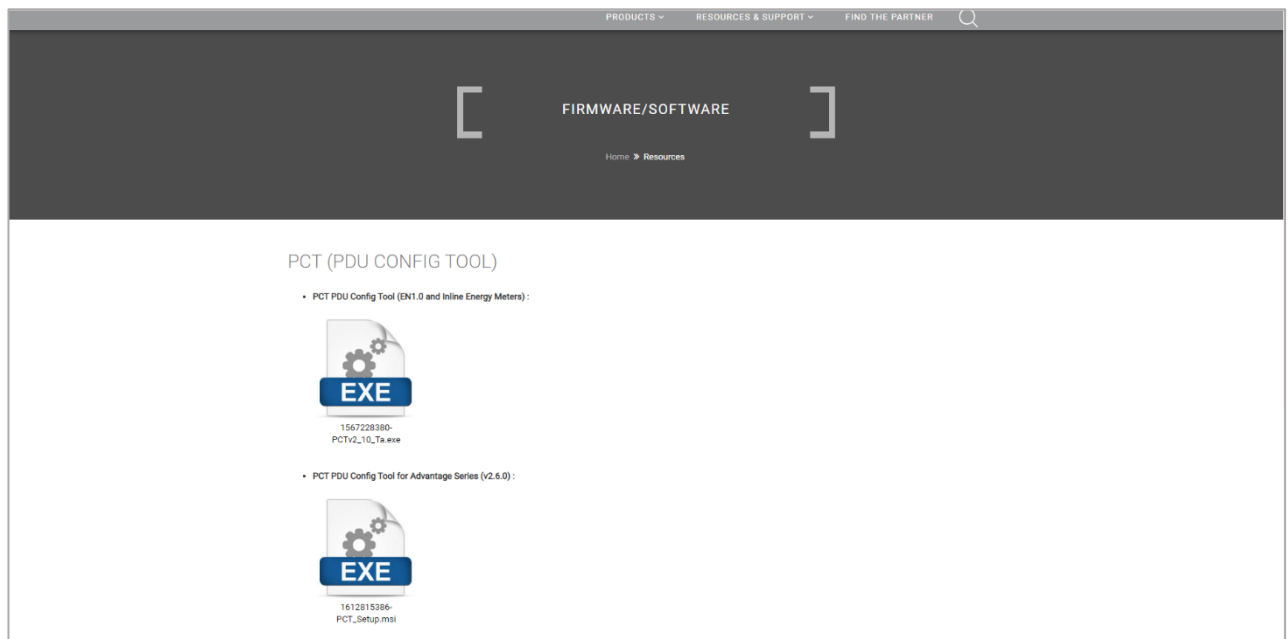 PRODUCTS RESOURCES & SUPPORT FIND THE PARTNER
FIRMWARE/SOFTWARE
Home » Resources
PCT (PDU CONFIG TOOL)
• PCT PDU Config Tool (EN1.0 and Inline Energy Meters) :
EXE
1567228380-
PCTv2_10_Ta.exe
• PCT PDU Config Tool for Advantage Series (v2.6.0) :
EXE
1612815386-
PCT_Setup.msi